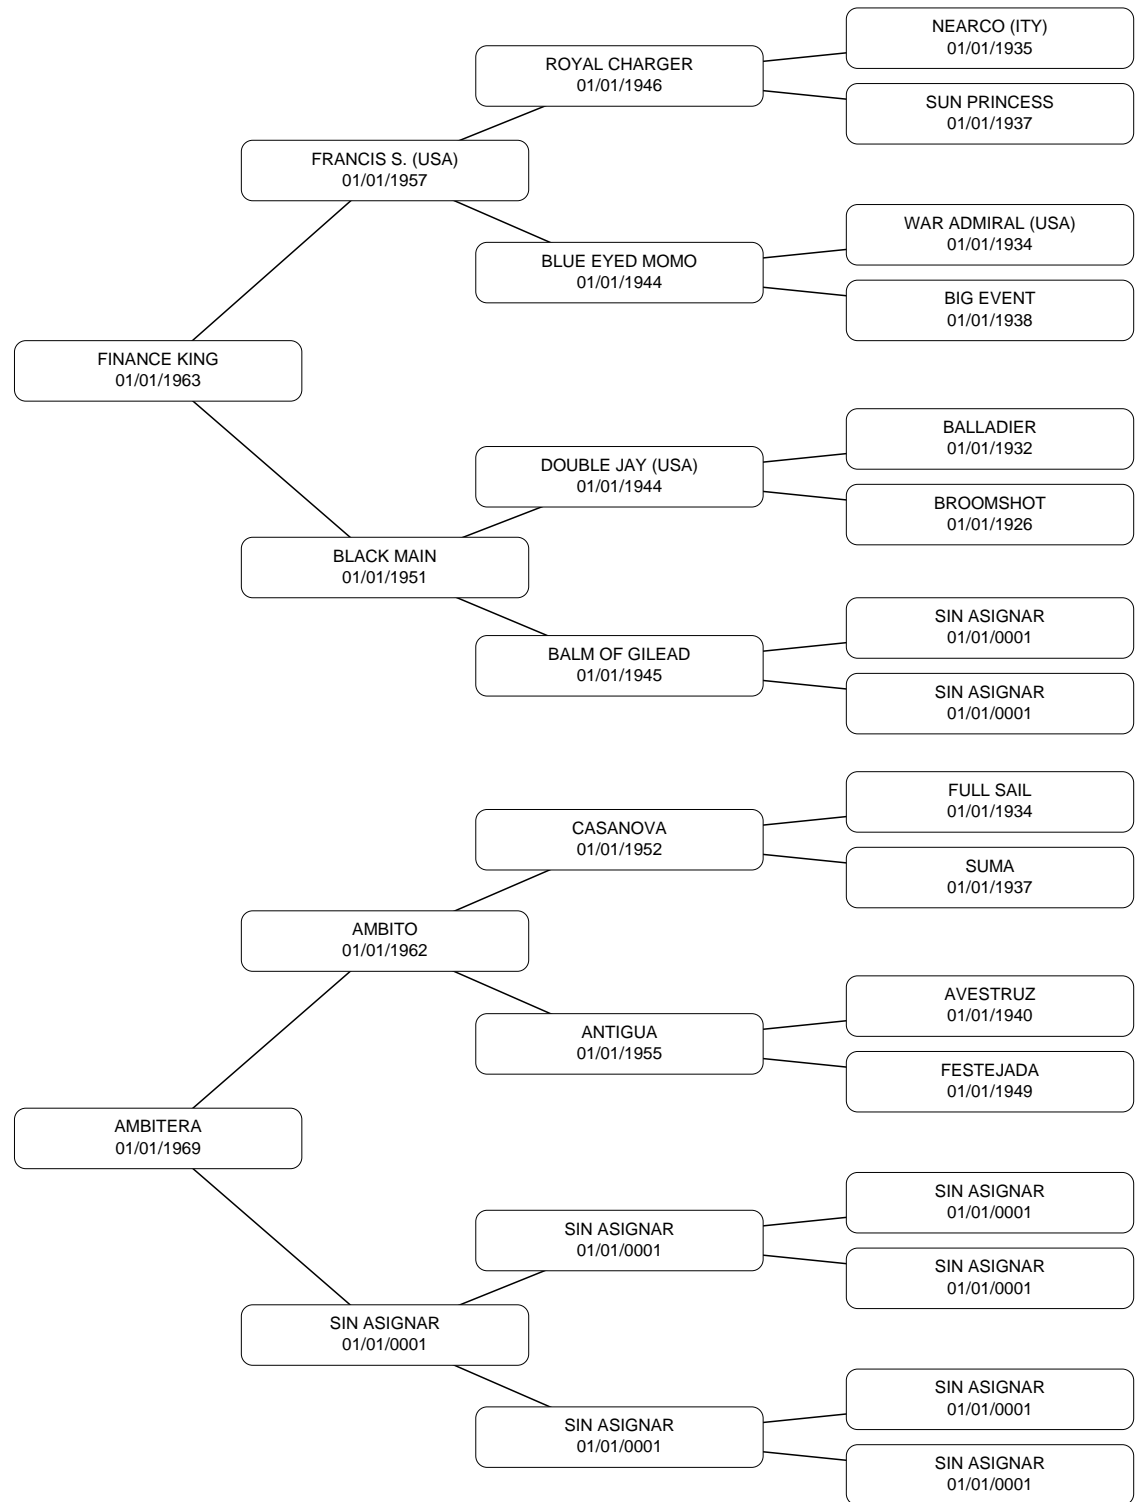 NEARCO (ITY)
01/01/1935
ROYAL CHARGER
01/01/1946
SUN PRINCESS
01/01/1937
FRANCIS S. (USA)
01/01/1957
WAR ADMIRAL (USA)
01/01/1934
BLUE EYED MOMO
01/01/1944
BIG EVENT
01/01/1938
FINANCE KING
01/01/1963
BALLADIER
01/01/1932
DOUBLE JAY (USA)
01/01/1944
BROOMSHOT
01/01/1926
BLACK MAIN
01/01/1951
SIN ASIGNAR
01/01/0001
BALM OF GILEAD
01/01/1945
SIN ASIGNAR
01/01/0001
FULL SAIL
01/01/1934
CASANOVA
01/01/1952
SUMA
01/01/1937
AMBITO
01/01/1962
AVESTRUZ
01/01/1940
ANTIGUA
01/01/1955
FESTEJADA
01/01/1949
AMBITERA
01/01/1969
SIN ASIGNAR
01/01/0001
SIN ASIGNAR
01/01/0001
SIN ASIGNAR
01/01/0001
SIN ASIGNAR
01/01/0001
SIN ASIGNAR
01/01/0001
SIN ASIGNAR
01/01/0001
SIN ASIGNAR
01/01/0001